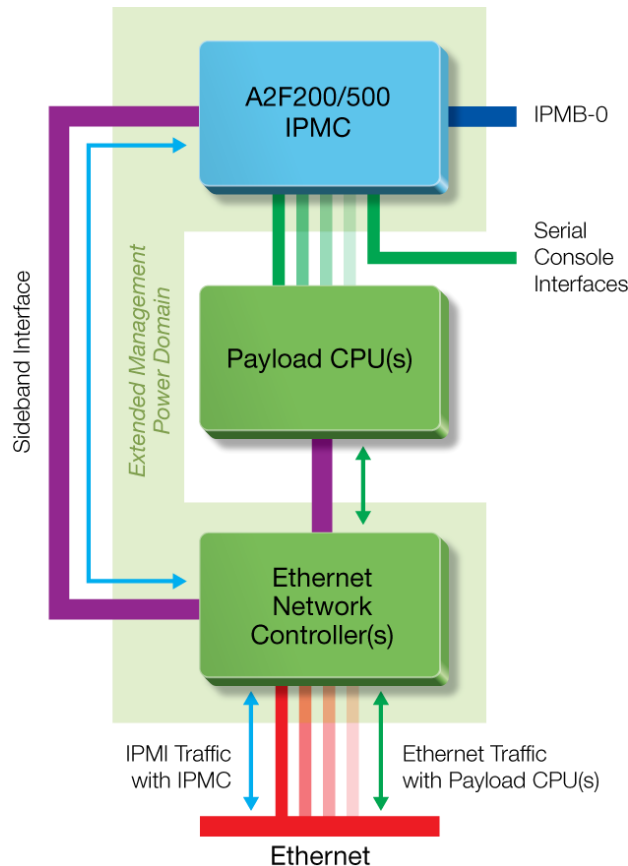 A2F200/500
IPMC
IPMB-0
Serial
Console
Interfaces
Sideband Interface
Extended Management
Power Domain
Payload CPU(s)
Ethernet
Network
Controller(s)
IPMI Traffic
with IPMC
Ethernet Traffic
with Payload CPU(s)
Ethernet